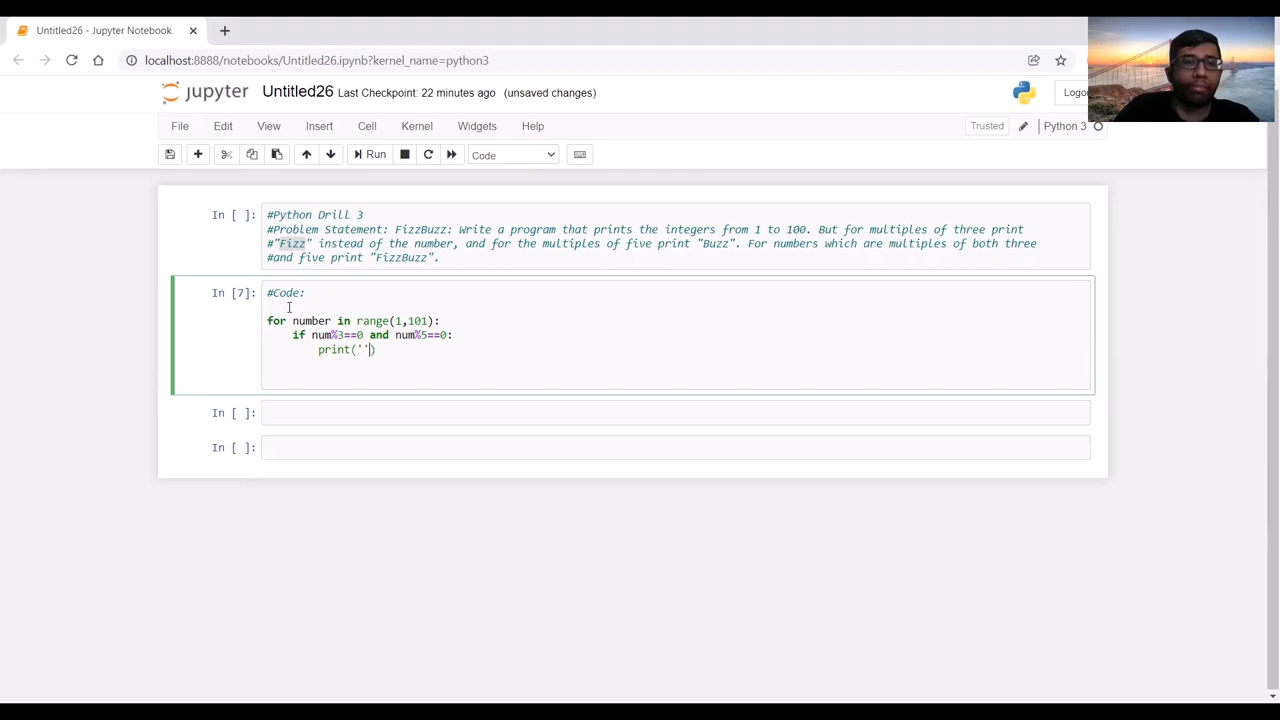 Untitled26 - Jupyter Notebook
localhost:8888/notebooks/Untitled26.ipynb?kernel_name=python3
jupyter Untitled26 Last Checkpoint: 22 minutes ago (unsaved changes)
Logo
File Edit View Insert Cell Kernel Widgets Help
Trusted Python 3
Run Code
In [ ]: #Python Drill 3
#Problem Statement: FizzBuzz: Write a program that prints the integers from 1 to 100. But for multiples of three print
#"Fizz" instead of the number, and for the multiples of five print "Buzz". For numbers which are multiples of both three
#and five print "FizzBuzz".
In [7]: #Code:
for number in range(1,101):
if num%3==0 and num%5==0:
print('')
In [ ]:
In [ ]: